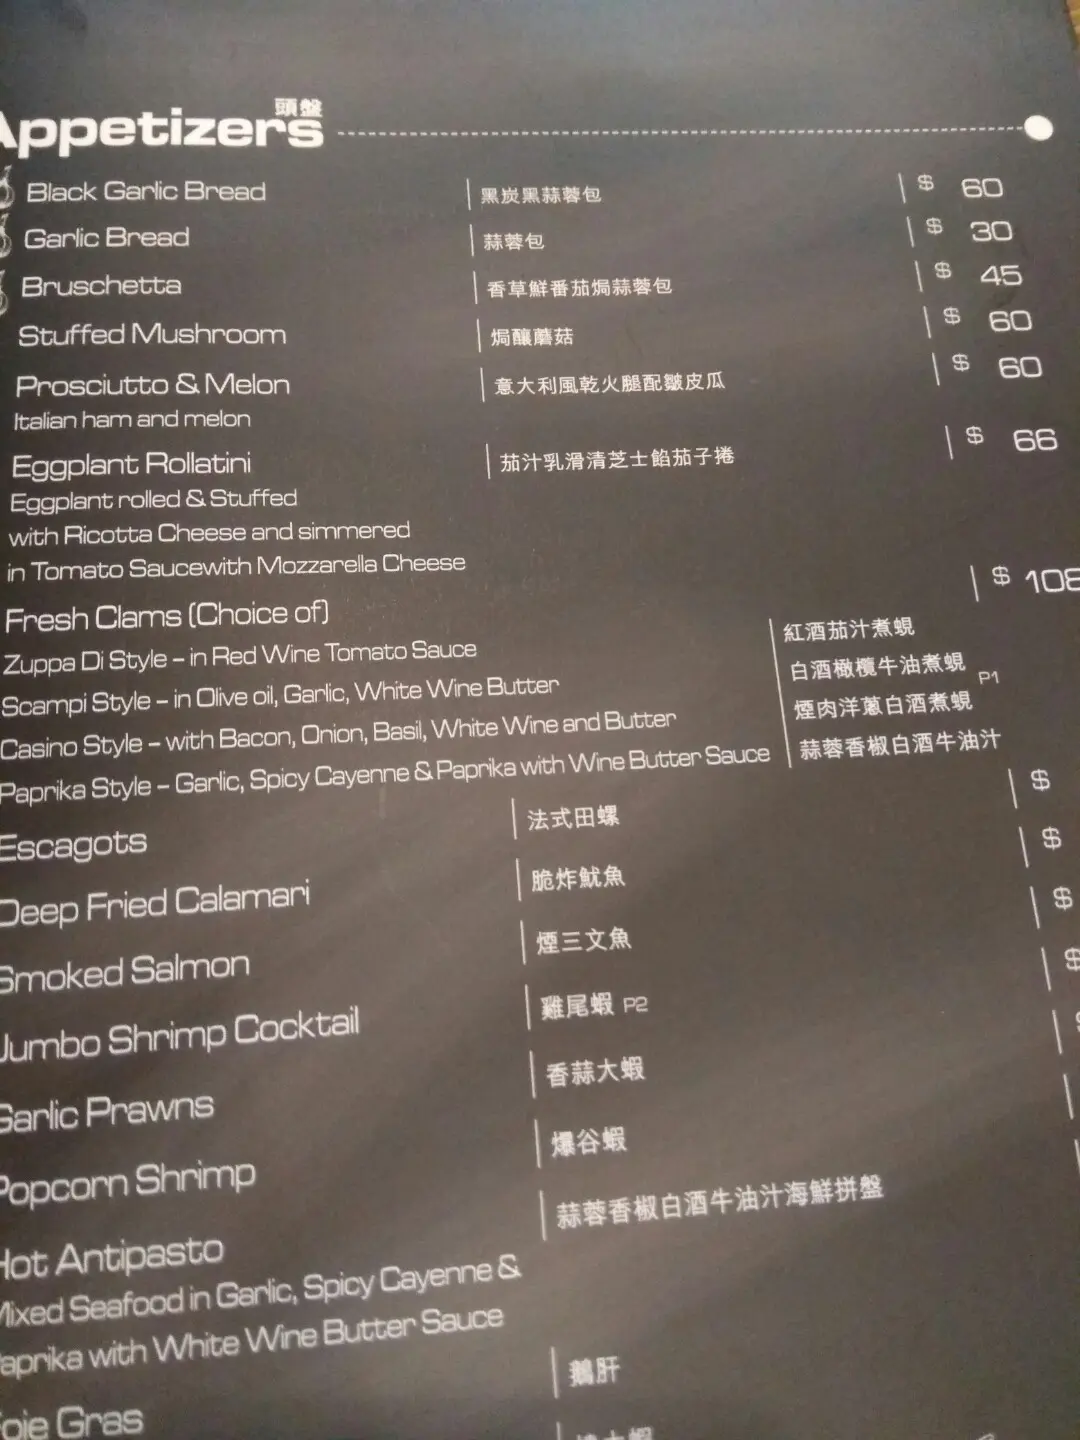 頭盤
Appetizers
Black Garlic Bread | 黑炭黑蒜蓉包 | $ 60
Garlic Bread | 蒜蓉包 | $ 30
Bruschetta | 香草鮮番茄焗蒜蓉包 | $ 45
Stuffed Mushroom | 焗釀蘑菇 | $ 60
Prosciutto & Melon | 意大利風乾火腿配皺皮瓜 | $ 60
Italian ham and melon
Eggplant Rollatini | 茄汁乳滑清芝士餡茄子捲 | $ 66
Eggplant rolled & Stuffed
with Ricotta Cheese and simmered
in Tomato Saucewith Mozzarella Cheese
Fresh Clams (Choice of) | $ 108
Zuppa Di Style – in Red Wine Tomato Sauce | 紅酒茄汁煮蜆
Scampi Style – in Olive oil, Garlic, White Wine Butter | 白酒橄欖牛油煮蜆 P1
Casino Style – with Bacon, Onion, Basil, White Wine and Butter | 煙肉洋蔥白酒煮蜆
Paprika Style – Garlic, Spicy Cayenne & Paprika with Wine Butter Sauce | 蒜蓉香椒白酒牛油汁
Escagots | 法式田螺 | $
Deep Fried Calamari | 脆炸魷魚 | $
Smoked Salmon | 煙三文魚 | $
Jumbo Shrimp Cocktail | 雞尾蝦 P2 | $
Garlic Prawns | 香蒜大蝦 |
Popcorn Shrimp | 爆谷蝦 |
Hot Antipasto | 蒜蓉香椒白酒牛油汁海鮮拼盤
Mixed Seafood in Garlic, Spicy Cayenne &
Paprika with White Wine Butter Sauce
Foie Gras | 鵝肝